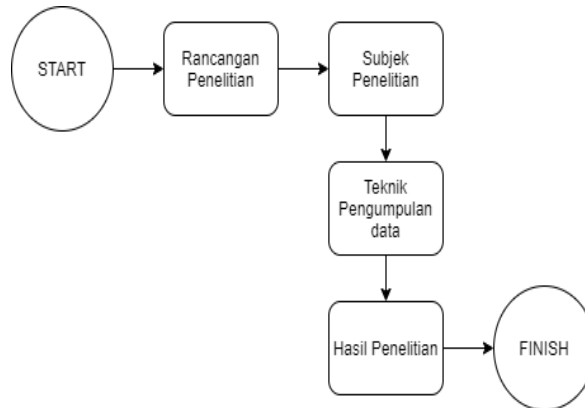 START
Rancangan
Penelitian
Subjek
Penelitian
Teknik
Pengumpulan
data
Hasil Penelitian
FINISH